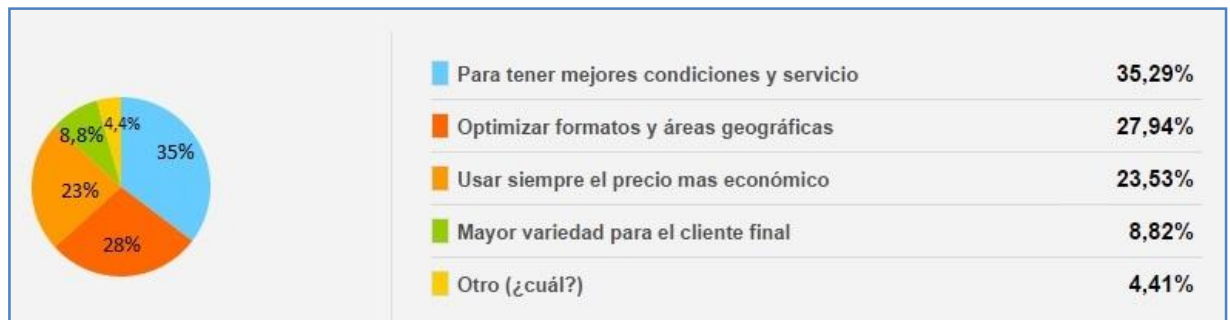 8,8%
4,4%
35%
23%
28%
Para tener mejores condiciones y servicio 35,29%
Optimizar formatos y áreas geográficas 27,94%
Usar siempre el precio mas económico 23,53%
Mayor variedad para el cliente final 8,82%
Otro (¿cuál?) 4,41%